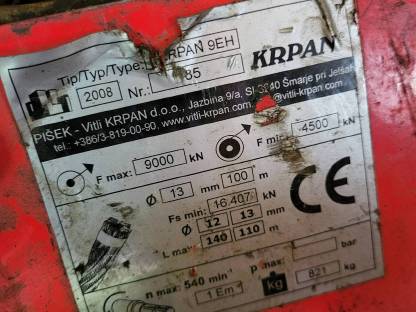 Tip/Typ/Type: KRPAN 9EH
KRPAN
2008 Nr.: 85
PIŠEK - Vitli KRPAN d.o.o., Jazbina 9/a, SI-3240 Šmarje pri Jelšah
tel.: +386/3-819-00-90. www.vitli-krpan.com @vitli-krpan.com
F max: 9000 kN F min: -4500 kN
Ø 13 mm 100 m
Fs min: 16.407 kN
Ø 12 13 mm
L max 140 110 m
CE
n max: 540 min⁻¹ p max: bar
1 Em³ kg 821 kg